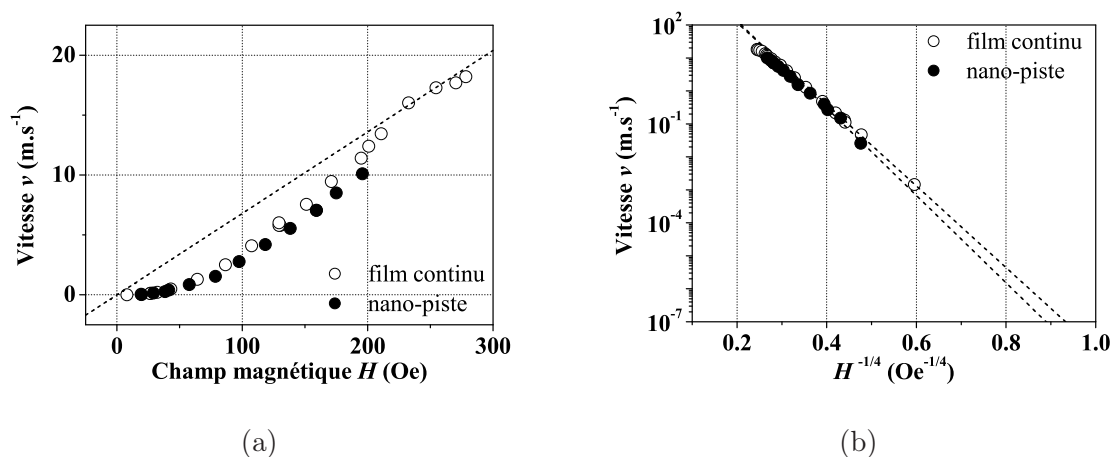 20
10
0
Vitesse v (m.s⁻¹)
film continu
nano-piste
0 100 200 300
Champ magnétique H (Oe)
(a)
10²
10⁻¹
10⁻⁴
10⁻⁷
Vitesse v (m.s⁻¹)
film continu
nano-piste
0.2 0.4 0.6 0.8 1.0
H ⁻¹/⁴ (Oe⁻¹/⁴)
(b)